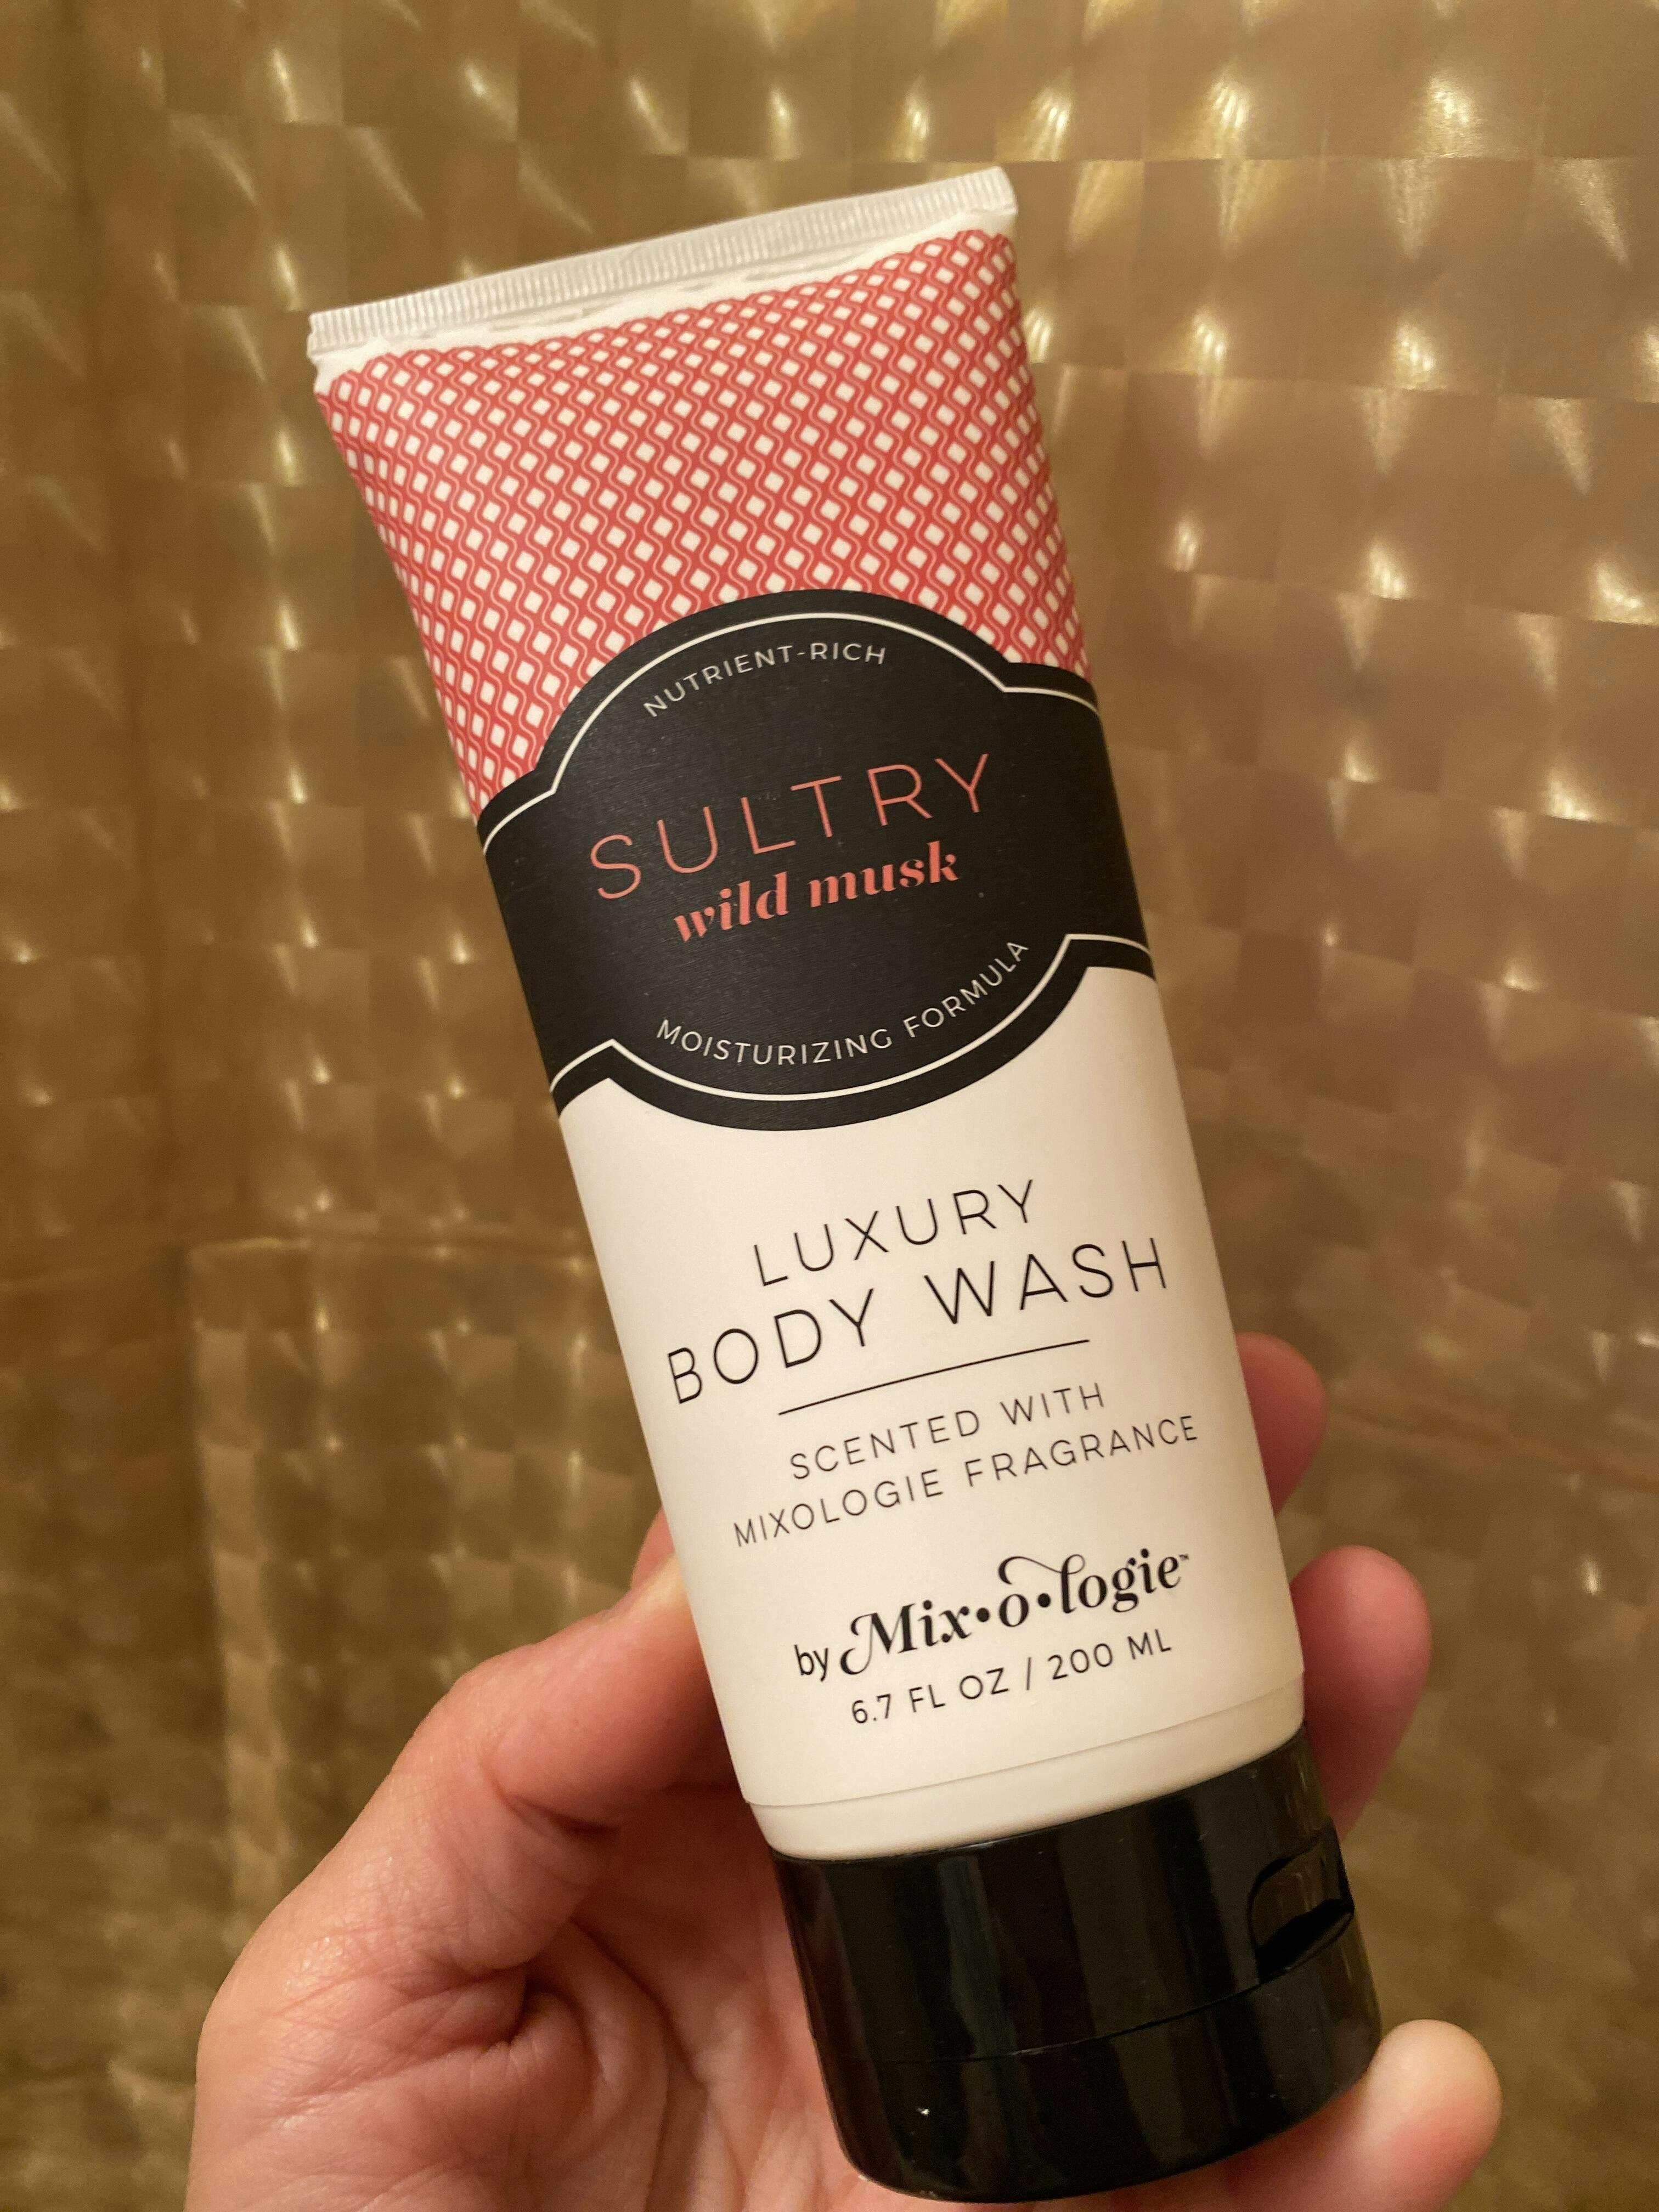 NUTRIENT-RICH
SULTRY
wild musk
MOISTURIZING FORMULA
LUXURY
BODY WASH
SCENTED WITH
MIXOLOGIE FRAGRANCE
by Mix•o•logie™
6.7 FL OZ / 200 ML